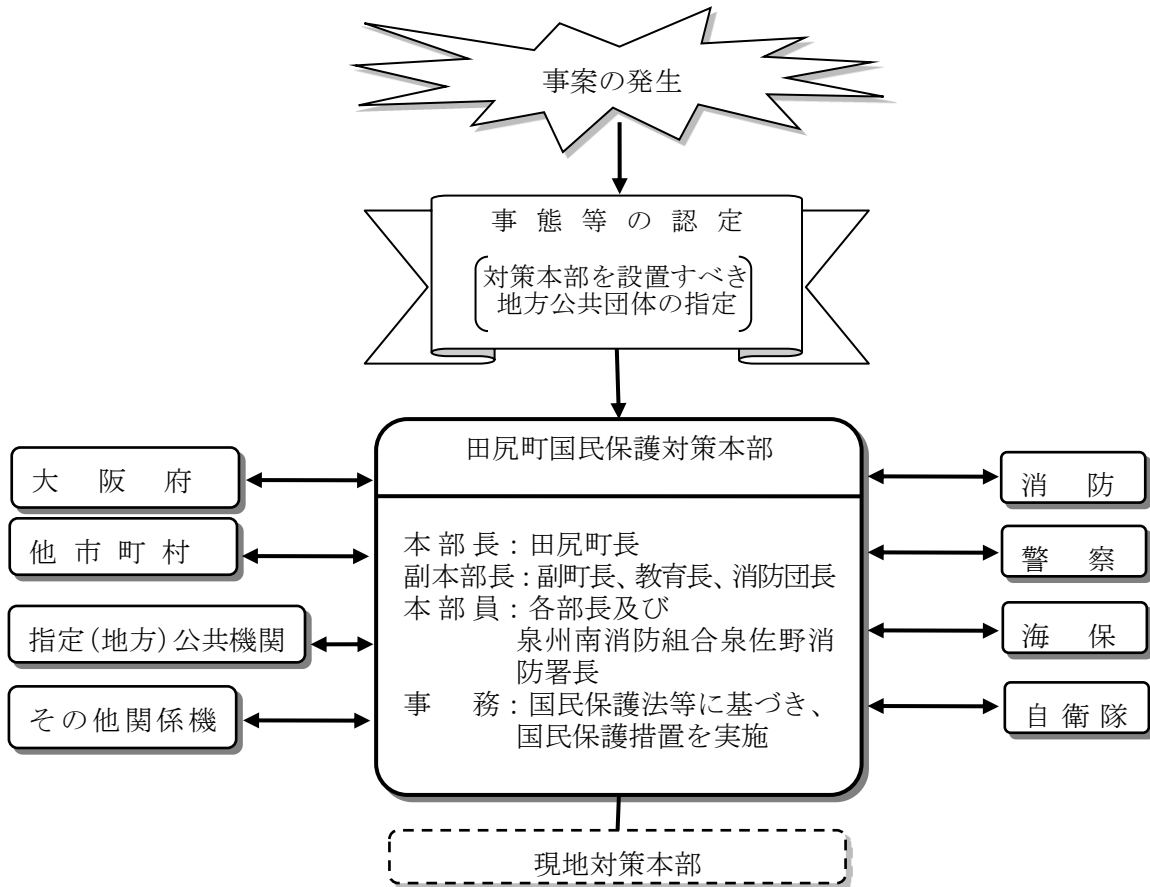 事案の発生
事態等の認定
対策本部を設置すべき
地方公共団体の指定
田尻町国民保護対策本部
本部長：田尻町長
副本部長：副町長、教育長、消防団長
本部員：各部長及び
泉州南消防組合泉佐野消
防署長
事務：国民保護法等に基づき、
国民保護措置を実施
大阪府
他市町村
指定(地方)公共機関
その他関係機
消防
警察
海保
自衛隊
現地対策本部